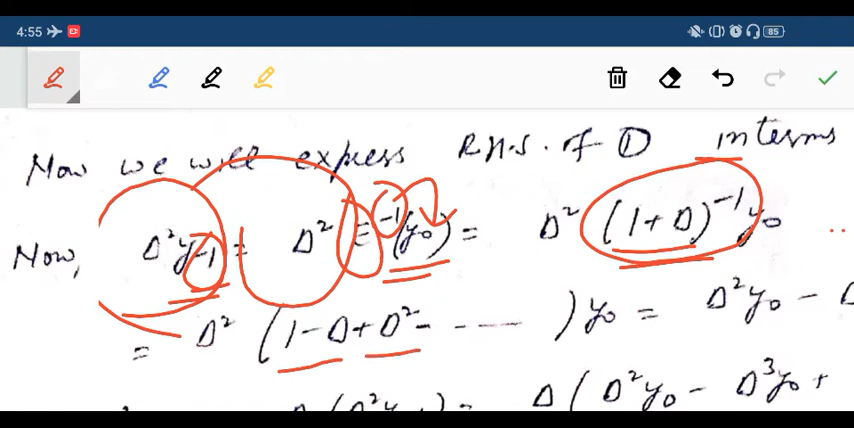 4:55
85
Now we will express R.H.S. of ① in terms
Now, Δ²y-1 = Δ² E⁻¹(y₀) = Δ² (1+Δ)⁻¹ y₀ ..
= Δ² (1-Δ+Δ²- ------)y₀ = Δ²y₀ - Δ
= Δ ( Δ²y₀ - Δ³y₀ +